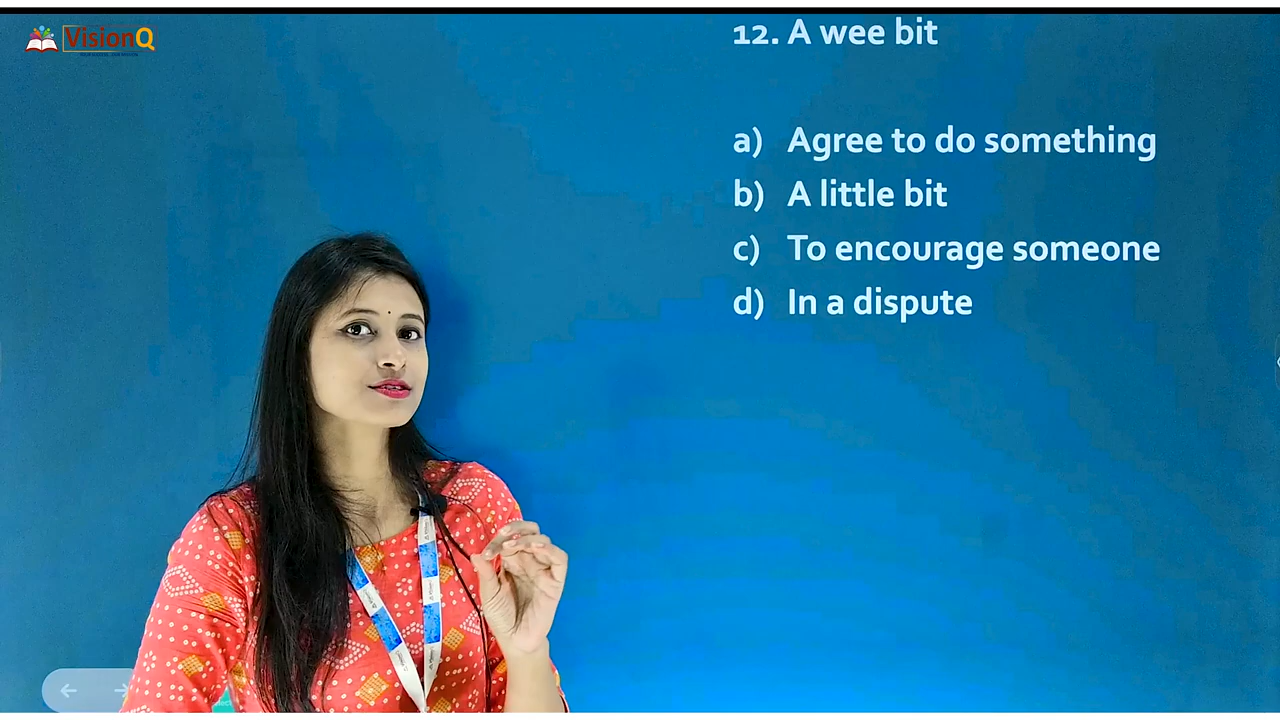 VisionQ
12. A wee bit
a) Agree to do something
b) A little bit
c) To encourage someone
d) In a dispute